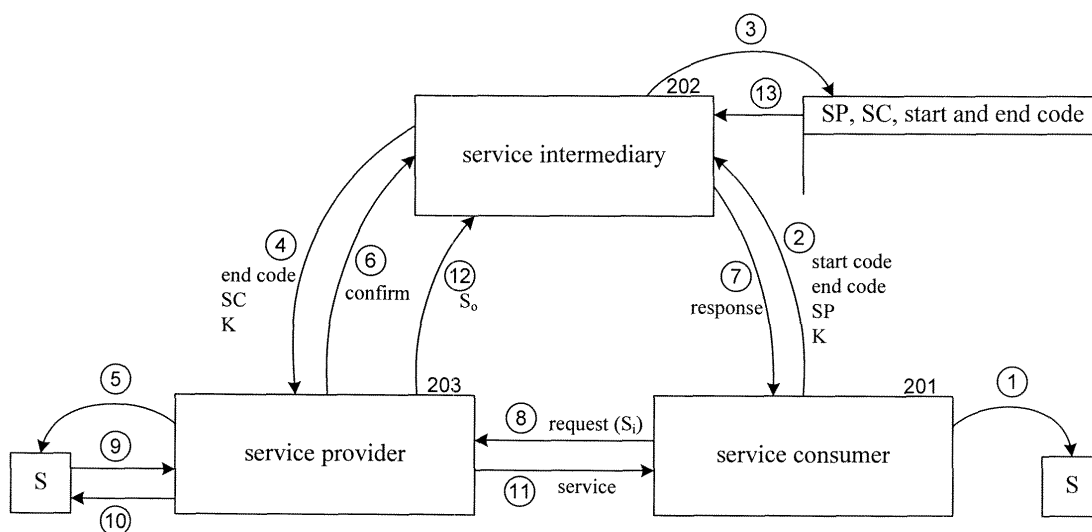 3
202
13
SP, SC, start and end code
service intermediary
4
end code
SC
K
6
confirm
12
Sₒ
7
response
2
start code
end code
SP
K
5
203
201
1
8
request (Sᵢ)
9
service provider
service consumer
S
S
11
service
10